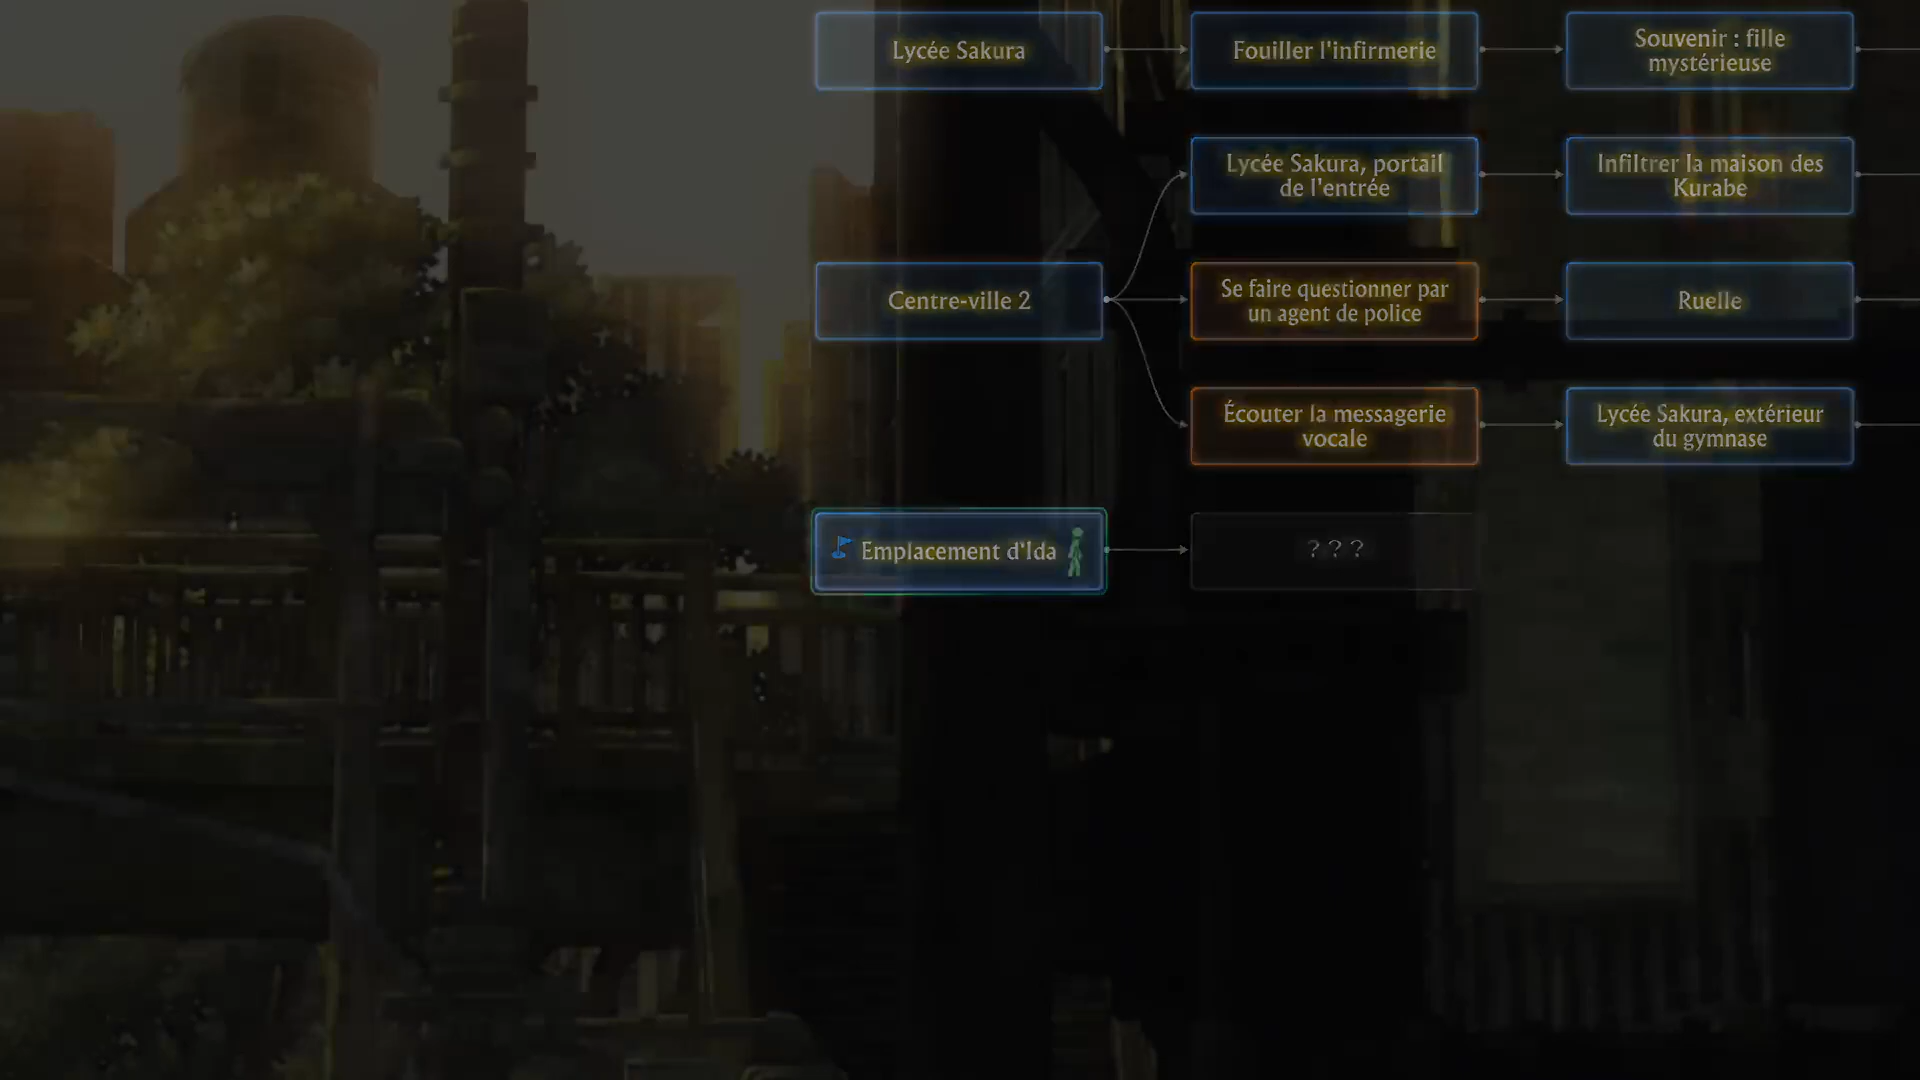 Lycée Sakura
Fouiller l'infirmerie
Souvenir : fille
mystérieuse
Lycée Sakura, portail
de l'entrée
Infiltrer la maison des
Kurabe
Centre-ville 2
Se faire questionner par
un agent de police
Ruelle
Écouter la messagerie
vocale
Lycée Sakura, extérieur
du gymnase
Emplacement d'Ida
? ? ?